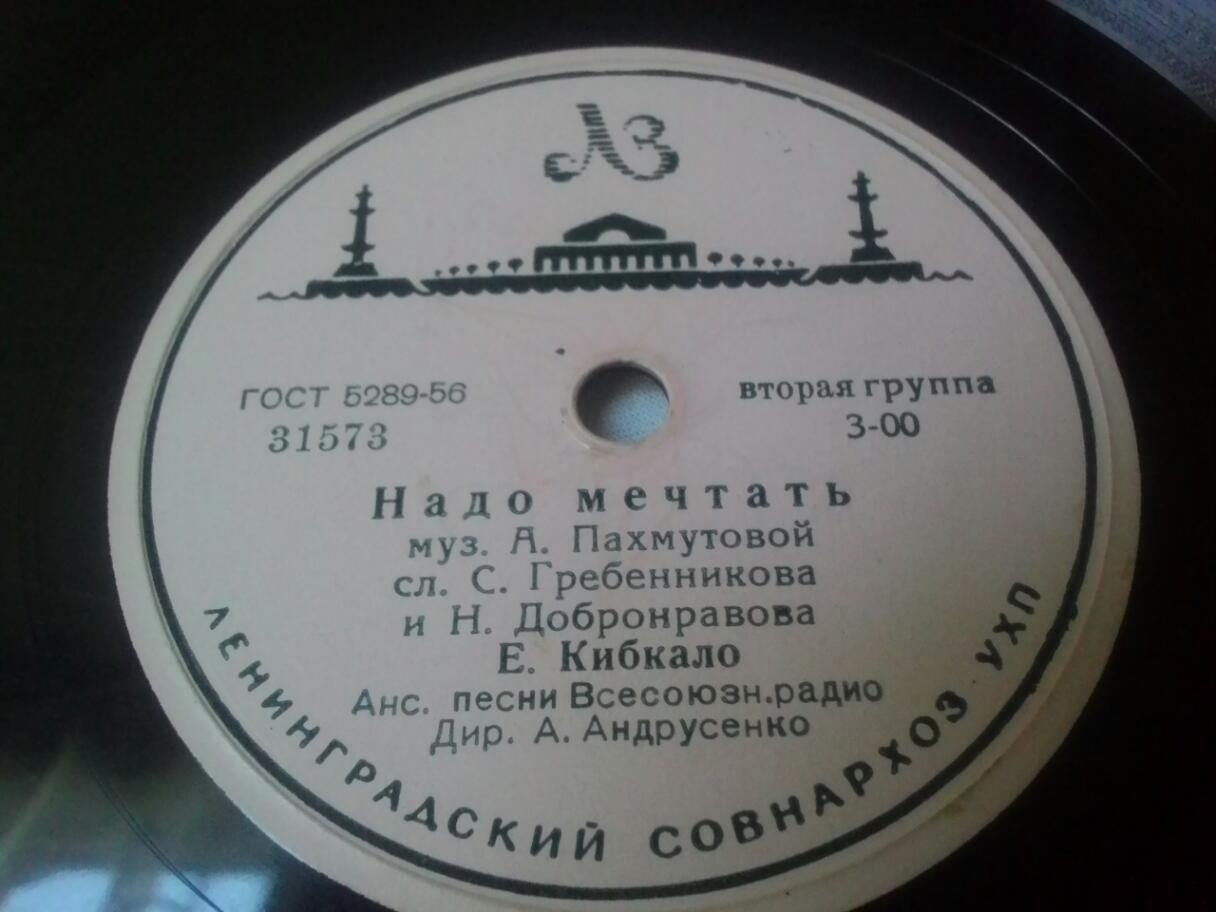 ЛЗ
ГОСТ 5289-56
31573
вторая группа
3-00
Надо мечтать
муз. А. Пахмутовой
сл. С. Гребенникова
и Н. Добронравова
Е. Кибкало
Анс. песни Всесоюзн.радио
Дир. А. Андрусенко
ЛЕНИНГРАДСКИЙ СОВНАРХОЗ УХП